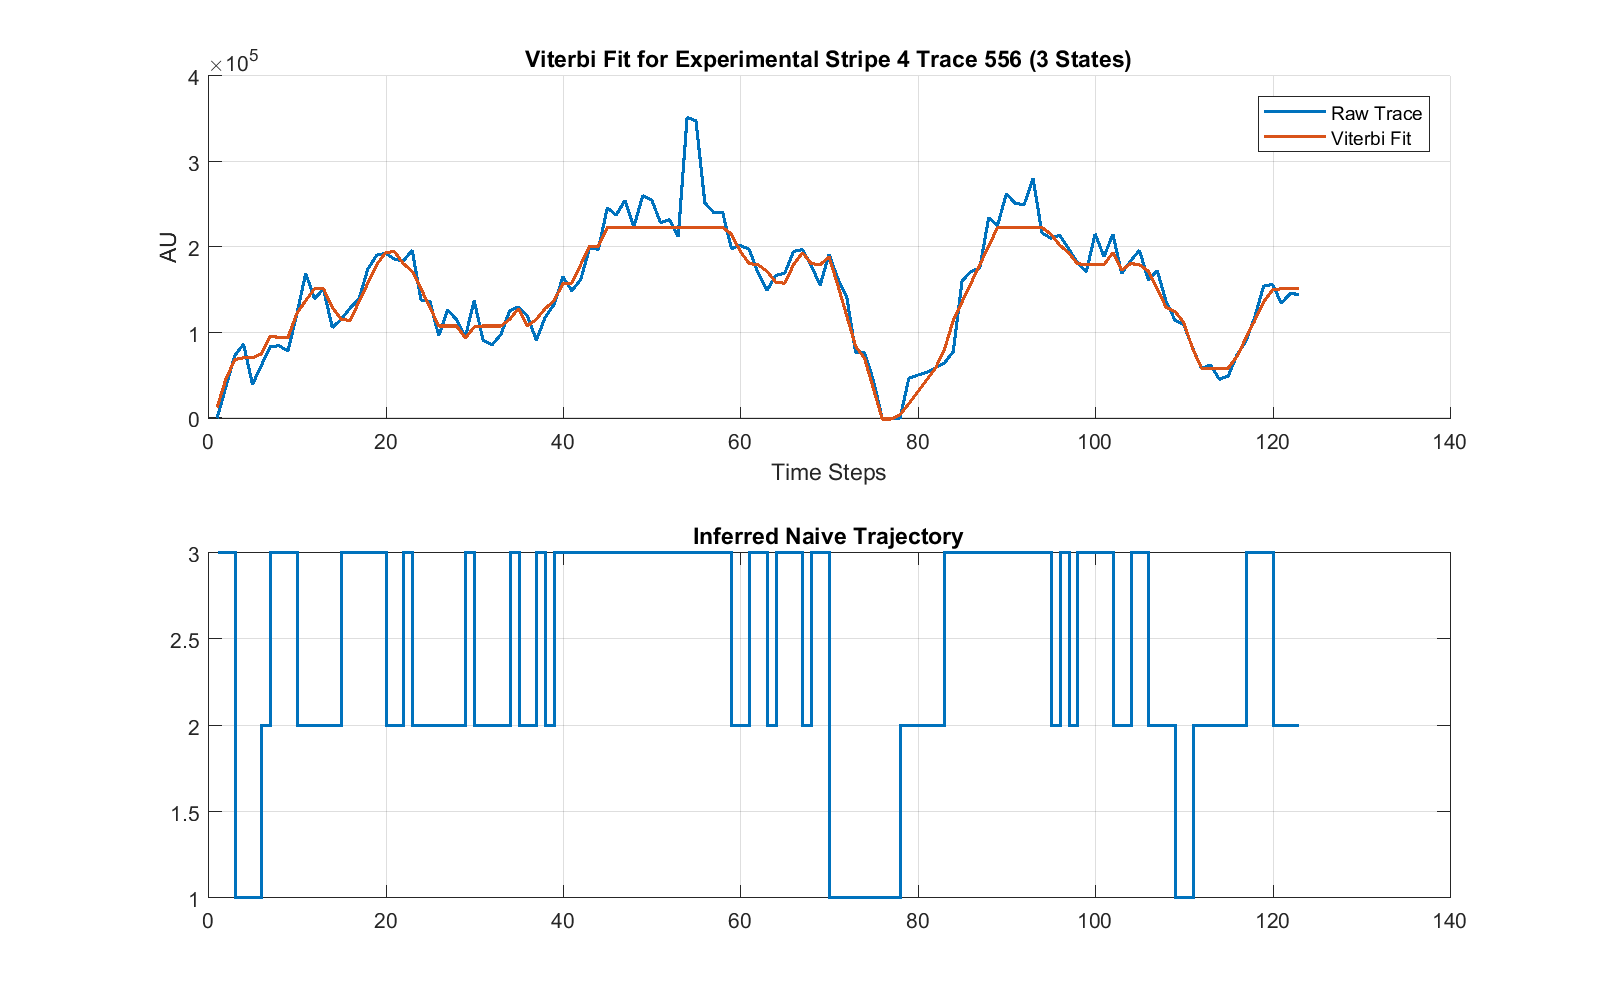 Viterbi Fit for Experimental Stripe 4 Trace 556 (3 States)
×10⁵
4
3
2
1
0
AU
Raw Trace
Viterbi Fit
0 20 40 60 80 100 120 140
Time Steps
Inferred Naive Trajectory
3
2.5
2
1.5
1
0 20 40 60 80 100 120 140